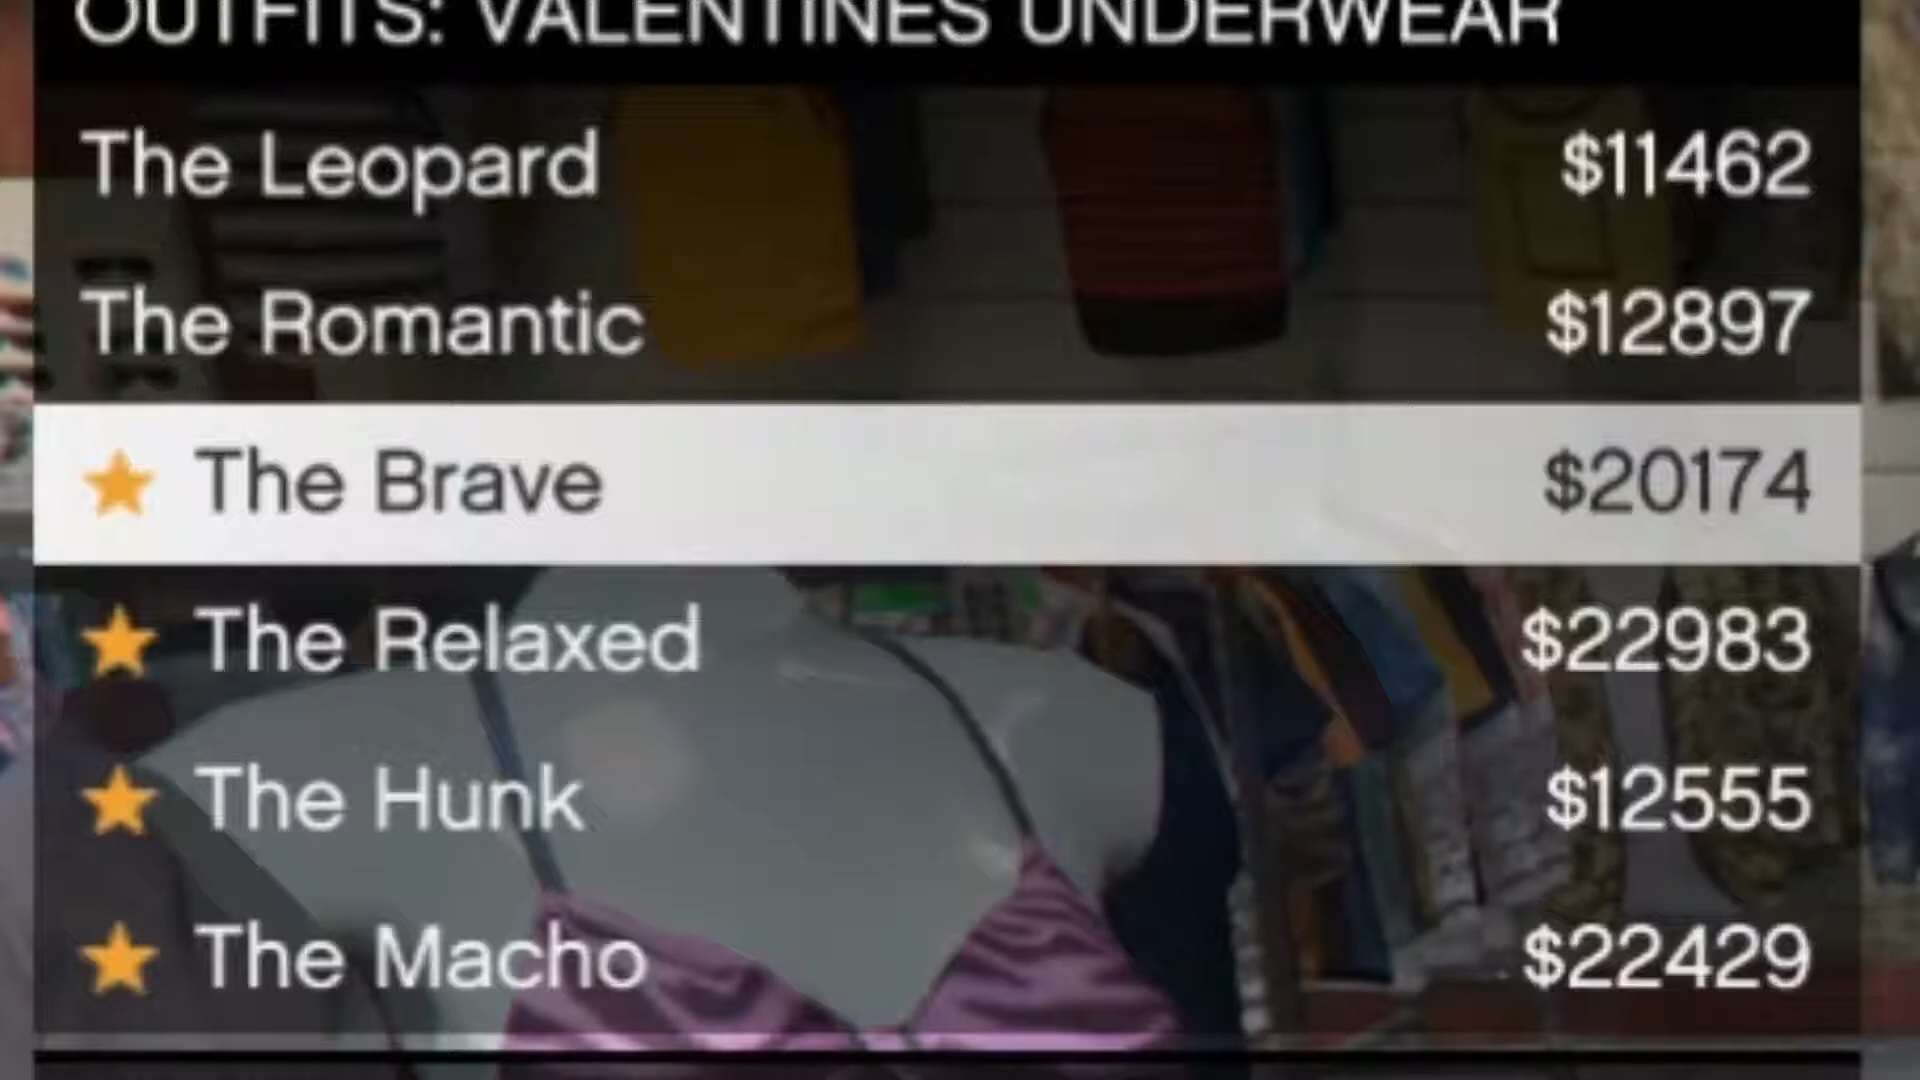 OUTFITS: VALENTINES UNDERWEAR
The Leopard $11462
The Romantic $12897
The Brave $20174
The Relaxed $22983
The Hunk $12555
The Macho $22429